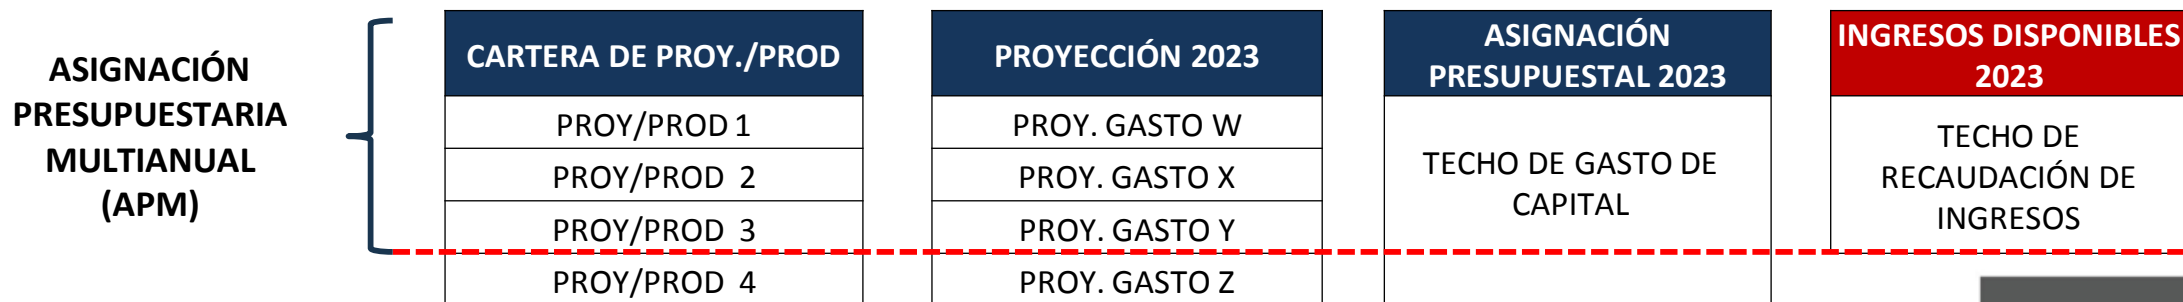 ASIGNACIÓN
PRESUPUESTARIA
MULTIANUAL
(APM)
CARTERA DE PROY./PROD
PROY/PROD 1
PROY/PROD 2
PROY/PROD 3
PROY/PROD 4
PROYECCIÓN 2023
PROY. GASTO W
PROY. GASTO X
PROY. GASTO Y
PROY. GASTO Z
ASIGNACIÓN
PRESUPUESTAL 2023
TECHO DE GASTO DE
CAPITAL
INGRESOS DISPONIBLES
2023
TECHO DE
RECAUDACIÓN DE
INGRESOS